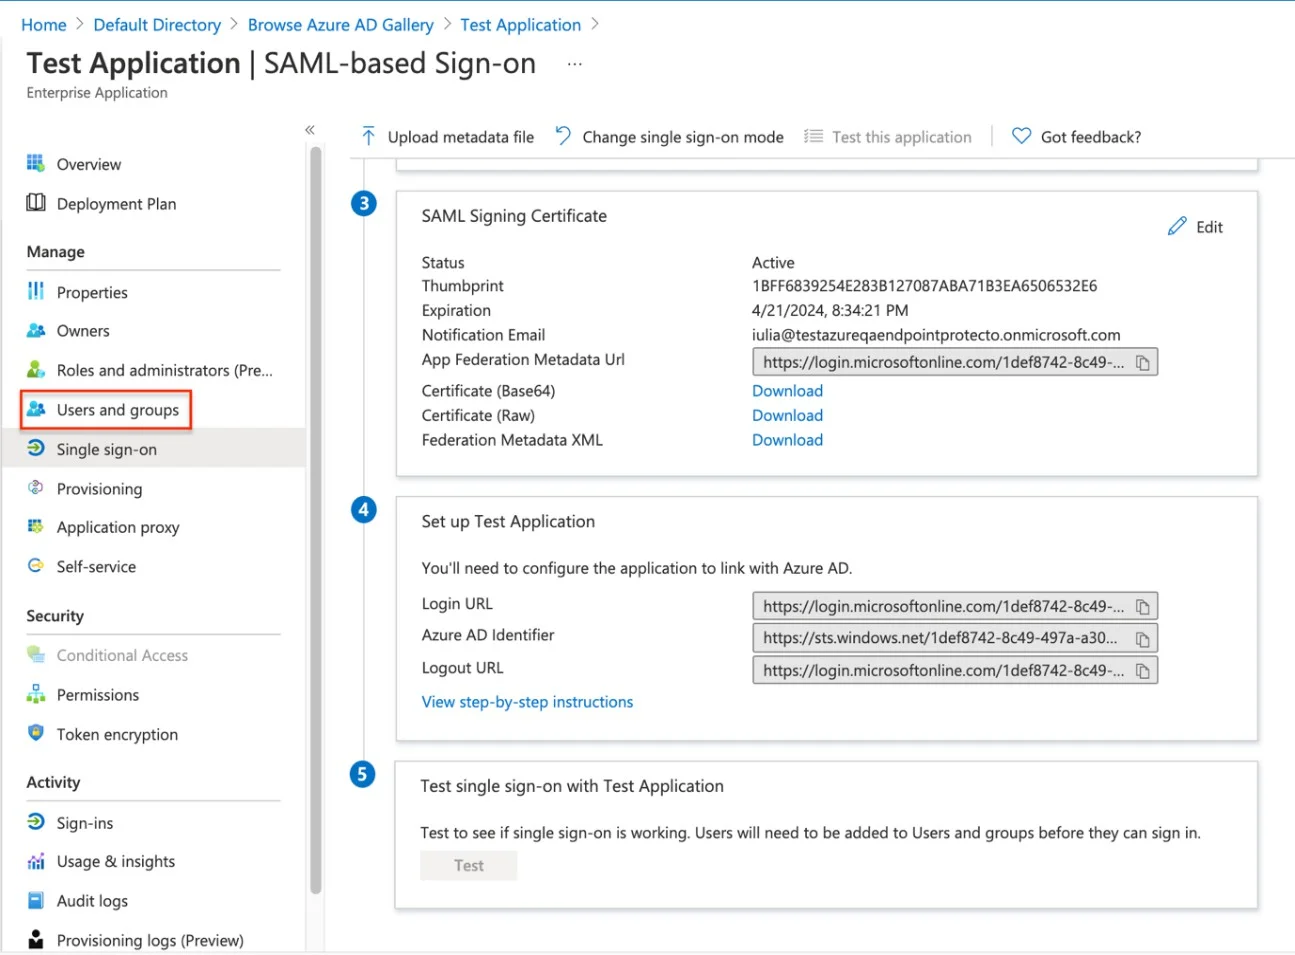 Home > Default Directory > Browse Azure AD Gallery > Test Application >
Test Application | SAML-based Sign-on ...
Enterprise Application
«
Upload metadata file Change single sign-on mode Test this application | Got feedback?
Overview
Deployment Plan
Manage
Properties
Owners
Roles and administrators (Pre...
Users and groups
Single sign-on
Provisioning
Application proxy
Self-service
Security
Conditional Access
Permissions
Token encryption
Activity
Sign-ins
Usage & insights
Audit logs
Provisioning logs (Preview)
3
SAML Signing Certificate
Edit
Status Active
Thumbprint 1BFF6839254E283B127087ABA71B3EA6506532E6
Expiration 4/21/2024, 8:34:21 PM
Notification Email iulia@testazureqaendpointprotecto.onmicrosoft.com
App Federation Metadata Url https://login.microsoftonline.com/1def8742-8c49-...
Certificate (Base64) Download
Certificate (Raw) Download
Federation Metadata XML Download
4
Set up Test Application
You'll need to configure the application to link with Azure AD.
Login URL https://login.microsoftonline.com/1def8742-8c49-...
Azure AD Identifier https://sts.windows.net/1def8742-8c49-497a-a30...
Logout URL https://login.microsoftonline.com/1def8742-8c49-...
View step-by-step instructions
5
Test single sign-on with Test Application
Test to see if single sign-on is working. Users will need to be added to Users and groups before they can sign in.
Test